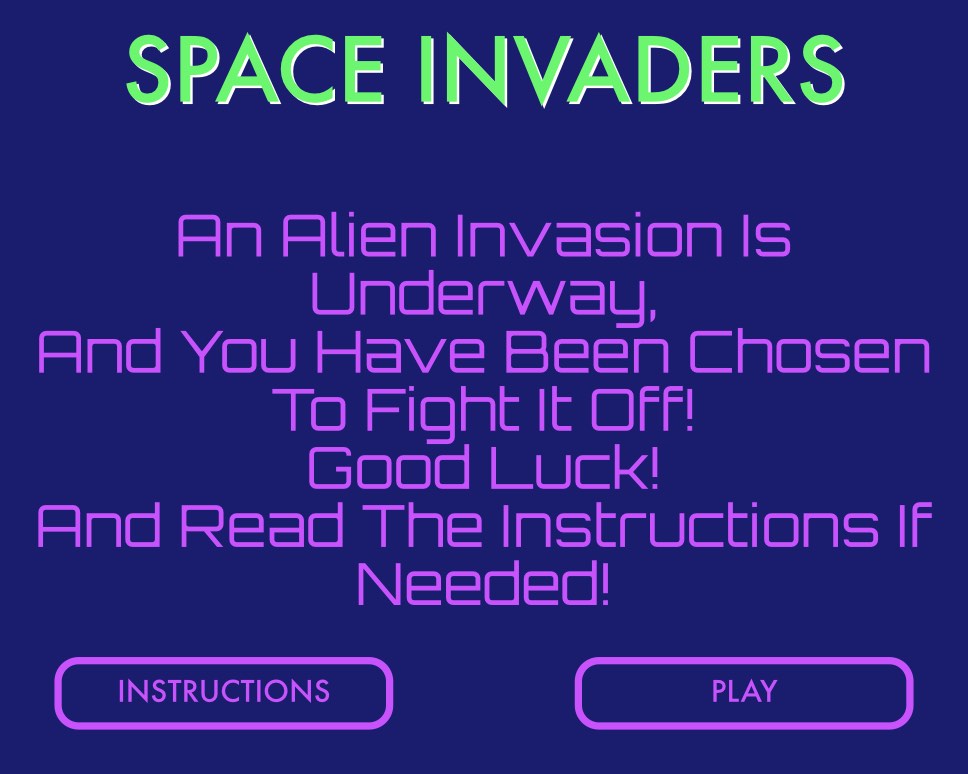 SPACE INVADERS
An Alien Invasion Is
Underway,
And You Have Been Chosen
To Fight It Off!
Good Luck!
And Read The Instructions If
Needed!
INSTRUCTIONS
PLAY